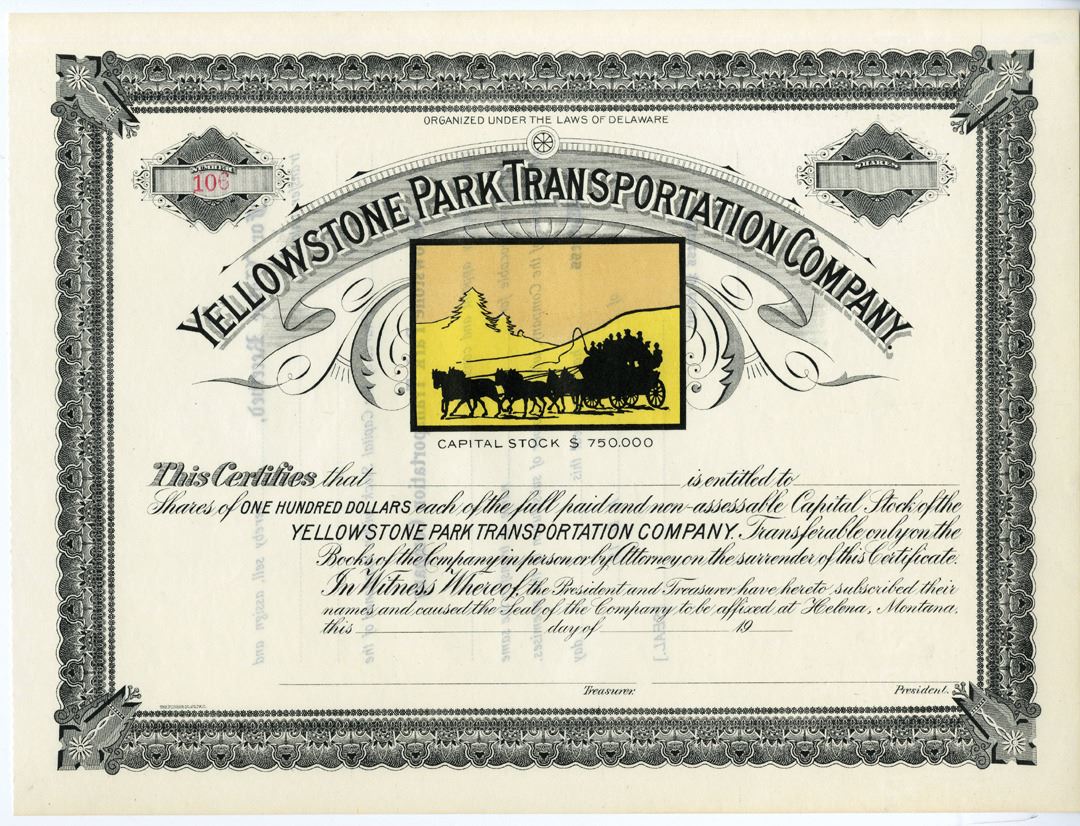 ORGANIZED UNDER THE LAWS OF DELAWARE
NUMBER
106
SHARES
YELLOWSTONE PARK TRANSPORTATION COMPANY.
CAPITAL STOCK $ 750.000
This Certifies that is entitled to
Shares of ONE HUNDRED DOLLARS each of the full paid and non-assessable Capital Stock of the
YELLOWSTONE PARK TRANSPORTATION COMPANY. Transferable only on the
Books of the Company in person or by Attorney on the surrender of this Certificate.
In Witness Whereof, the President and Treasurer have hereto subscribed their
names and caused the Seal of the Company to be affixed at Helena, Montana,
this day of 19
Treasurer. President.